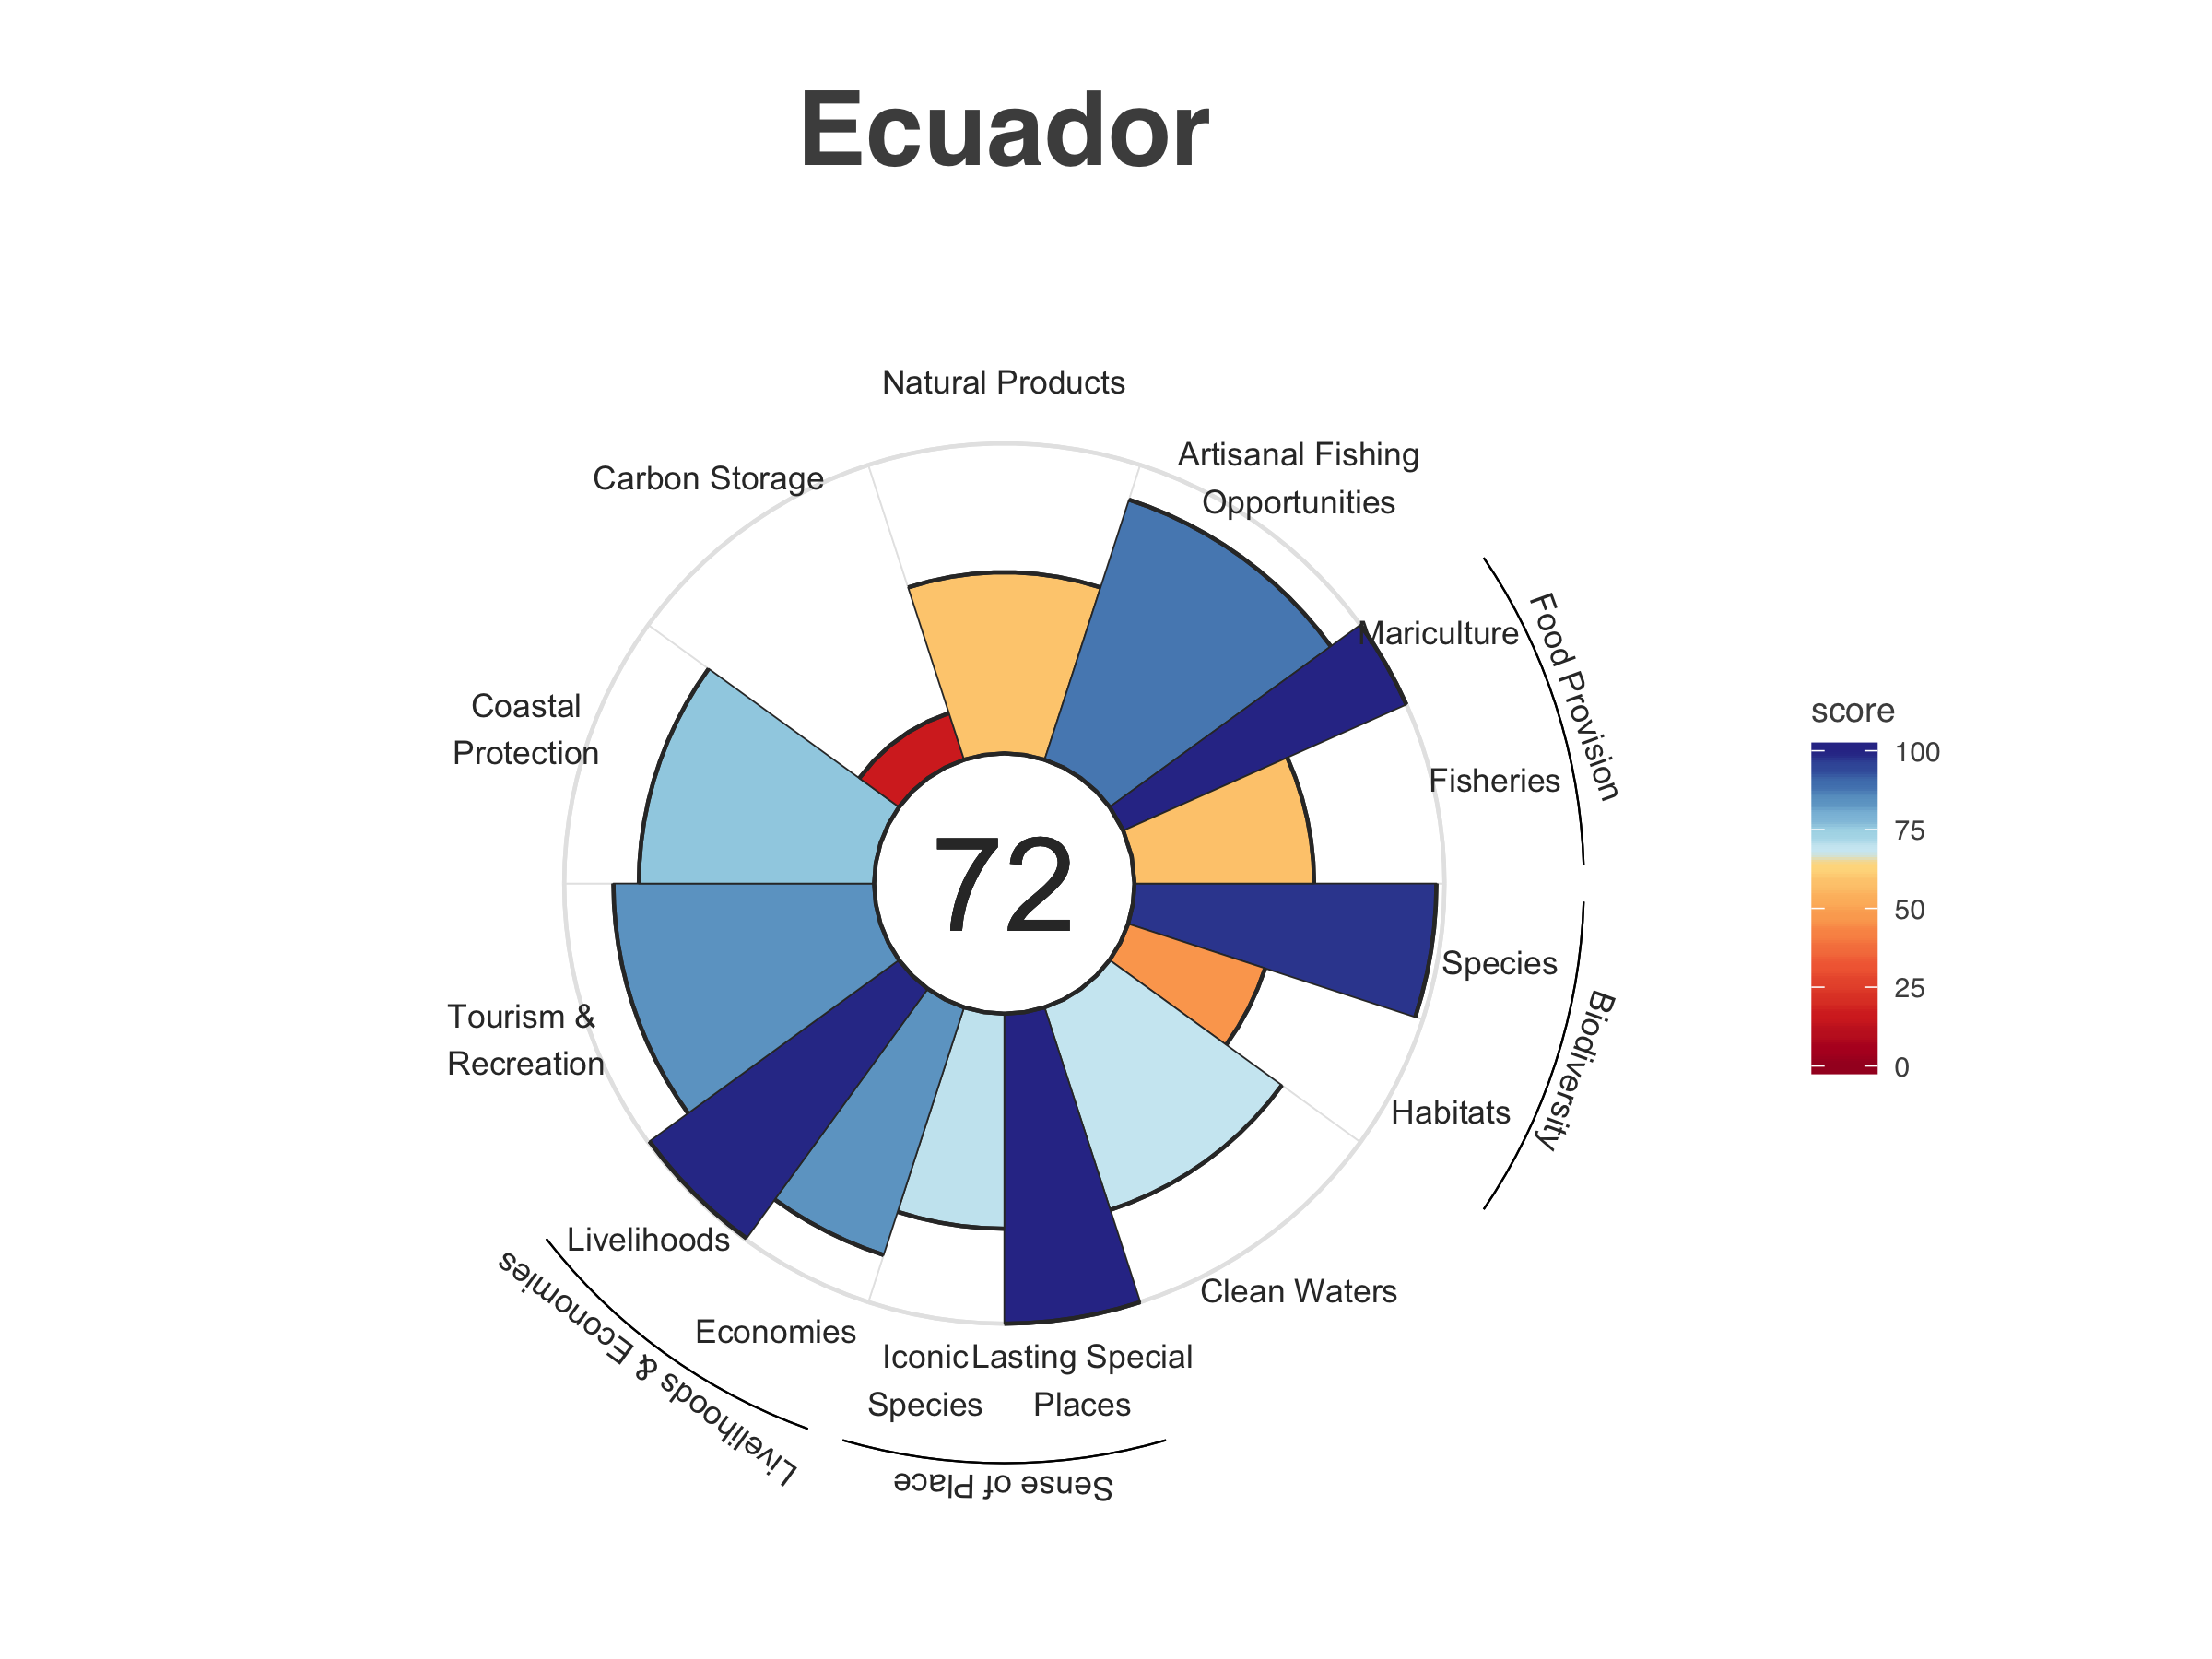 Ecuador
Natural Products
Artisanal Fishing
Opportunities
Carbon Storage
Mariculture
Food Provision
Fisheries
Coastal
Protection
72
score
100
75
50
25
0
Species
Biodiversity
Habitats
Tourism &
Recreation
Clean Waters
Livelihoods
Economies
Livelihoods & Economies
Iconic
Species
Lasting Special
Places
Sense of Place